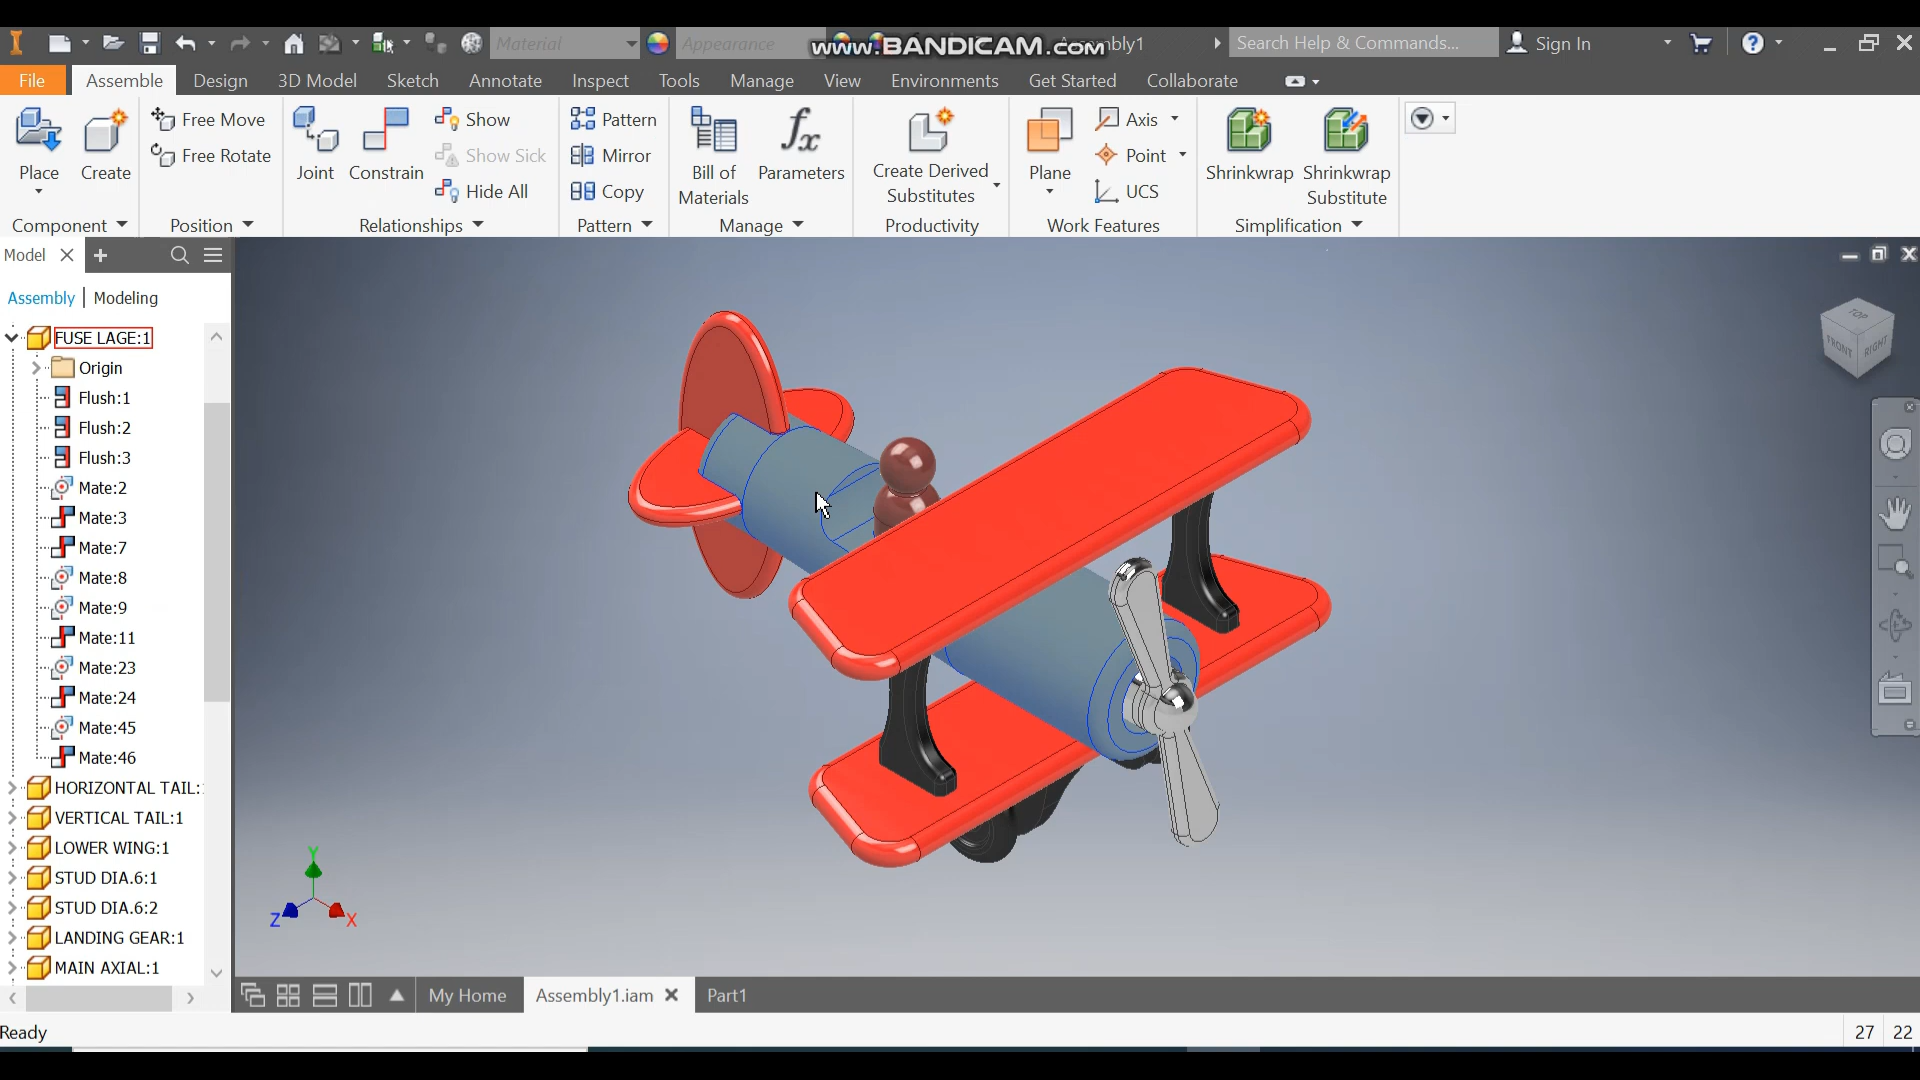 Material
Appearance
www.BANDICAM.com
Search Help & Commands...
Sign In
File Assemble Design 3D Model Sketch Annotate Inspect Tools Manage View Environments Get Started Collaborate
Place
Create
Free Move
Free Rotate
Joint
Constrain
Show
Show Sick
Hide All
Pattern
Mirror
Copy
Bill of
Materials
fx
Parameters
Create Derived
Substitutes
Plane
Axis
Point
UCS
Shrinkwrap
Shrinkwrap
Substitute
Component Position Relationships Pattern Manage Productivity Work Features Simplification
Model
Assembly | Modeling
FUSE LAGE:1
Origin
Flush:1
Flush:2
Flush:3
Mate:2
Mate:3
Mate:7
Mate:8
Mate:9
Mate:11
Mate:23
Mate:24
Mate:45
Mate:46
HORIZONTAL TAIL:
VERTICAL TAIL:1
LOWER WING:1
STUD DIA.6:1
STUD DIA.6:2
LANDING GEAR:1
MAIN AXIAL:1
TOP
FRONT
RIGHT
Y
Z
X
My Home Assembly1.iam Part1
Ready
27 22